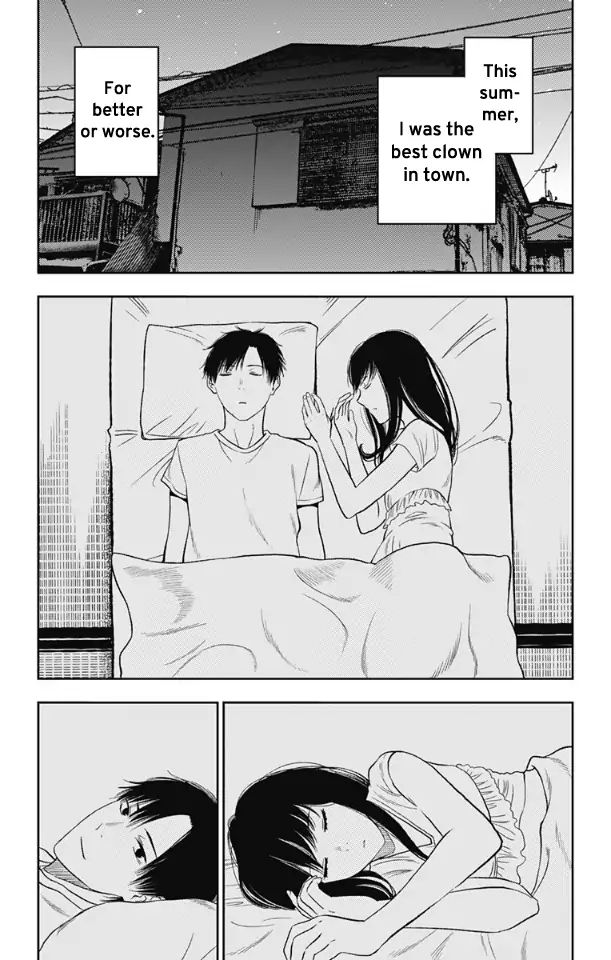 This
sum-
mer,
I was the
best clown
in town.
For
better
or worse.